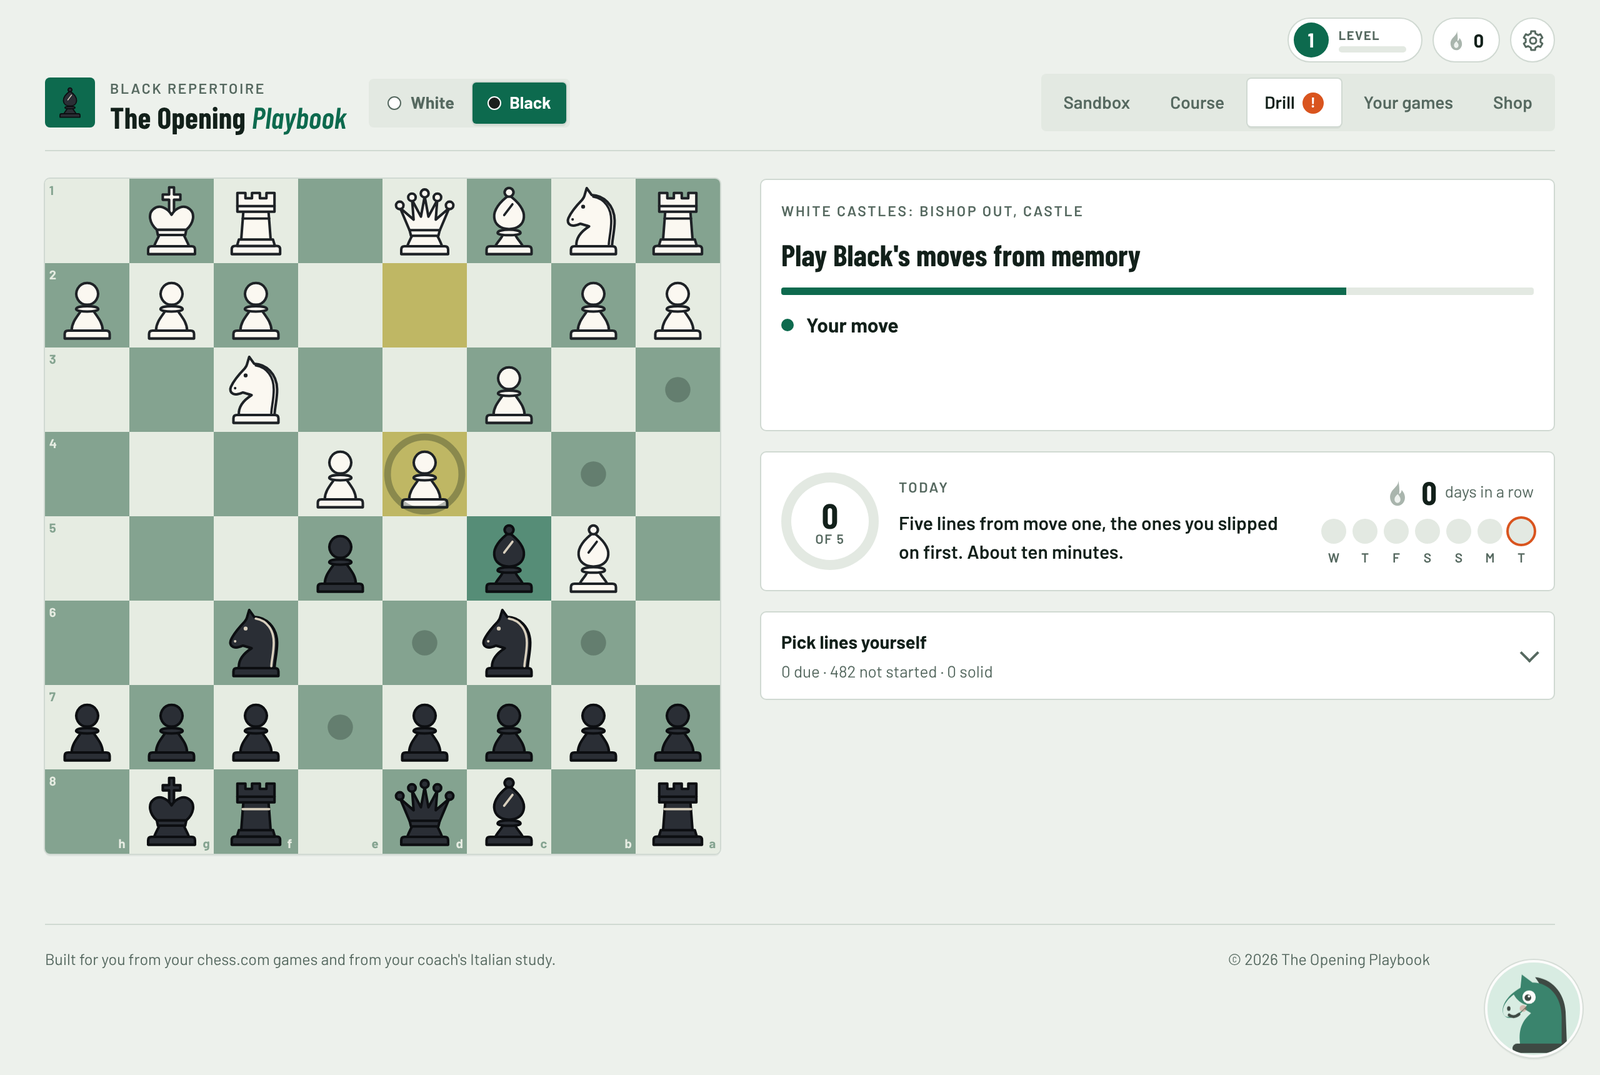 1 LEVEL
0
BLACK REPERTOIRE
The Opening Playbook
White
Black
Sandbox
Course
Drill !
Your games
Shop
1
2
3
4
5
6
7
8
h g f e d c b a
WHITE CASTLES: BISHOP OUT, CASTLE
Play Black's moves from memory
Your move
0
OF 5
TODAY
Five lines from move one, the ones you slipped
on first. About ten minutes.
0 days in a row
W T F S S M T
Pick lines yourself
0 due · 482 not started · 0 solid
Built for you from your chess.com games and from your coach's Italian study.
© 2026 The Opening Playbook